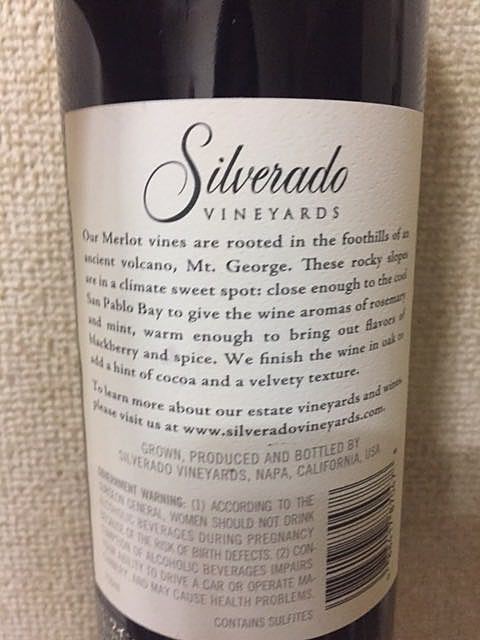 Silverado
VINEYARDS
Our Merlot vines are rooted in the foothills of an
ancient volcano, Mt. George. These rocky slopes
are in a climate sweet spot: close enough to the cool
San Pablo Bay to give the wine aromas of rosemary
and mint, warm enough to bring out flavors of
blackberry and spice. We finish the wine in oak to
add a hint of cocoa and a velvety texture.
To learn more about our estate vineyards and wines,
please visit us at www.silveradovineyards.com.
GROWN, PRODUCED AND BOTTLED BY
SILVERADO VINEYARDS, NAPA, CALIFORNIA, USA
GOVERNMENT WARNING: (1) ACCORDING TO THE
SURGEON GENERAL, WOMEN SHOULD NOT DRINK
ALCOHOLIC BEVERAGES DURING PREGNANCY
BECAUSE OF THE RISK OF BIRTH DEFECTS. (2) CON-
SUMPTION OF ALCOHOLIC BEVERAGES IMPAIRS
YOUR ABILITY TO DRIVE A CAR OR OPERATE MA-
CHINERY, AND MAY CAUSE HEALTH PROBLEMS.
CONTAINS SULFITES